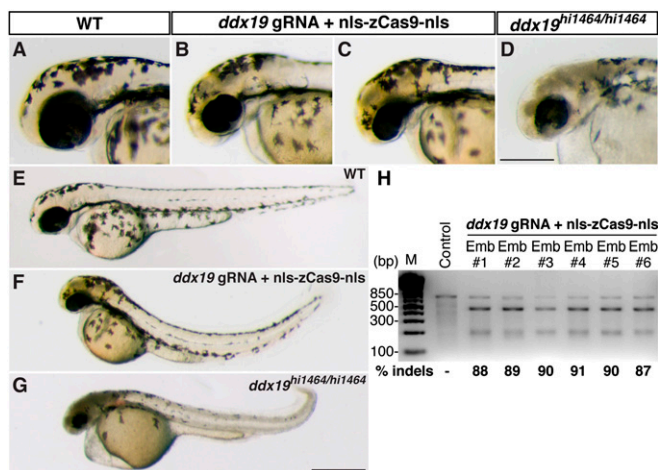 WT
ddx19 gRNA + nls-zCas9-nls
ddx19hi1464/hi1464
A
B
C
D
E
WT
F
ddx19 gRNA + nls-zCas9-nls
G
ddx19hi1464/hi1464
H
ddx19 gRNA + nls-zCas9-nls
M Control Emb Emb Emb Emb Emb Emb
(bp) #1 #2 #3 #4 #5 #6
850-
500-
300-
100-
% indels - 88 89 90 91 90 87